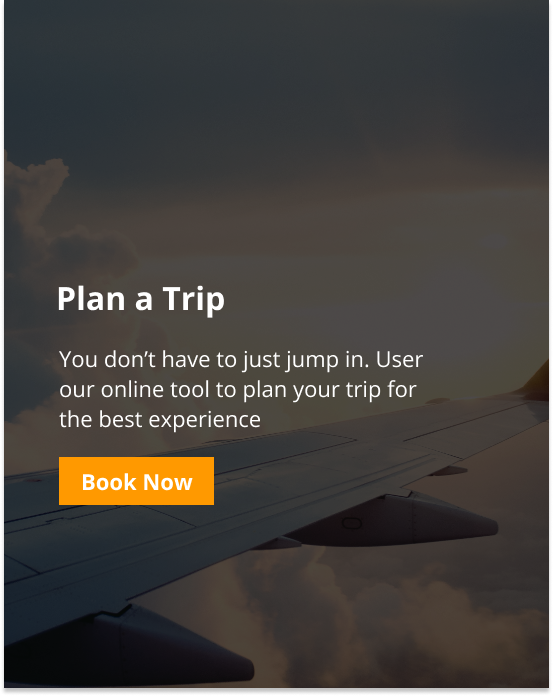 Plan a Trip
You don’t have to just jump in. User
our online tool to plan your trip for
the best experience
Book Now